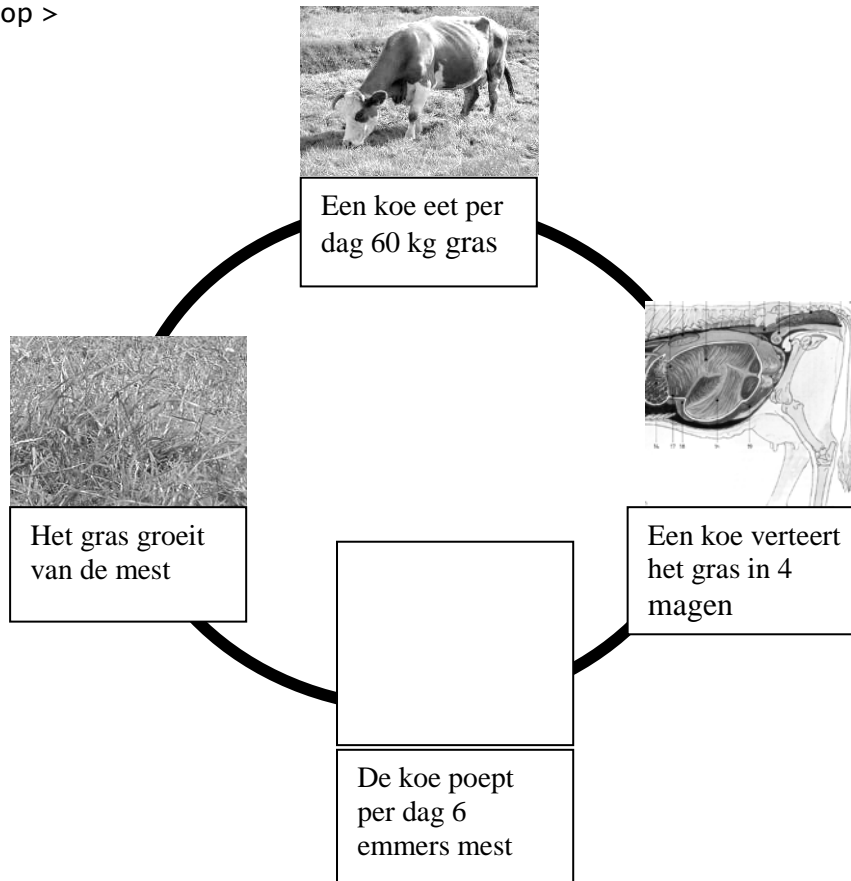 op >
Een koe eet per
dag 60 kg gras
Het gras groeit
van de mest
Een koe verteert
het gras in 4
magen
De koe poept
per dag 6
emmers mest